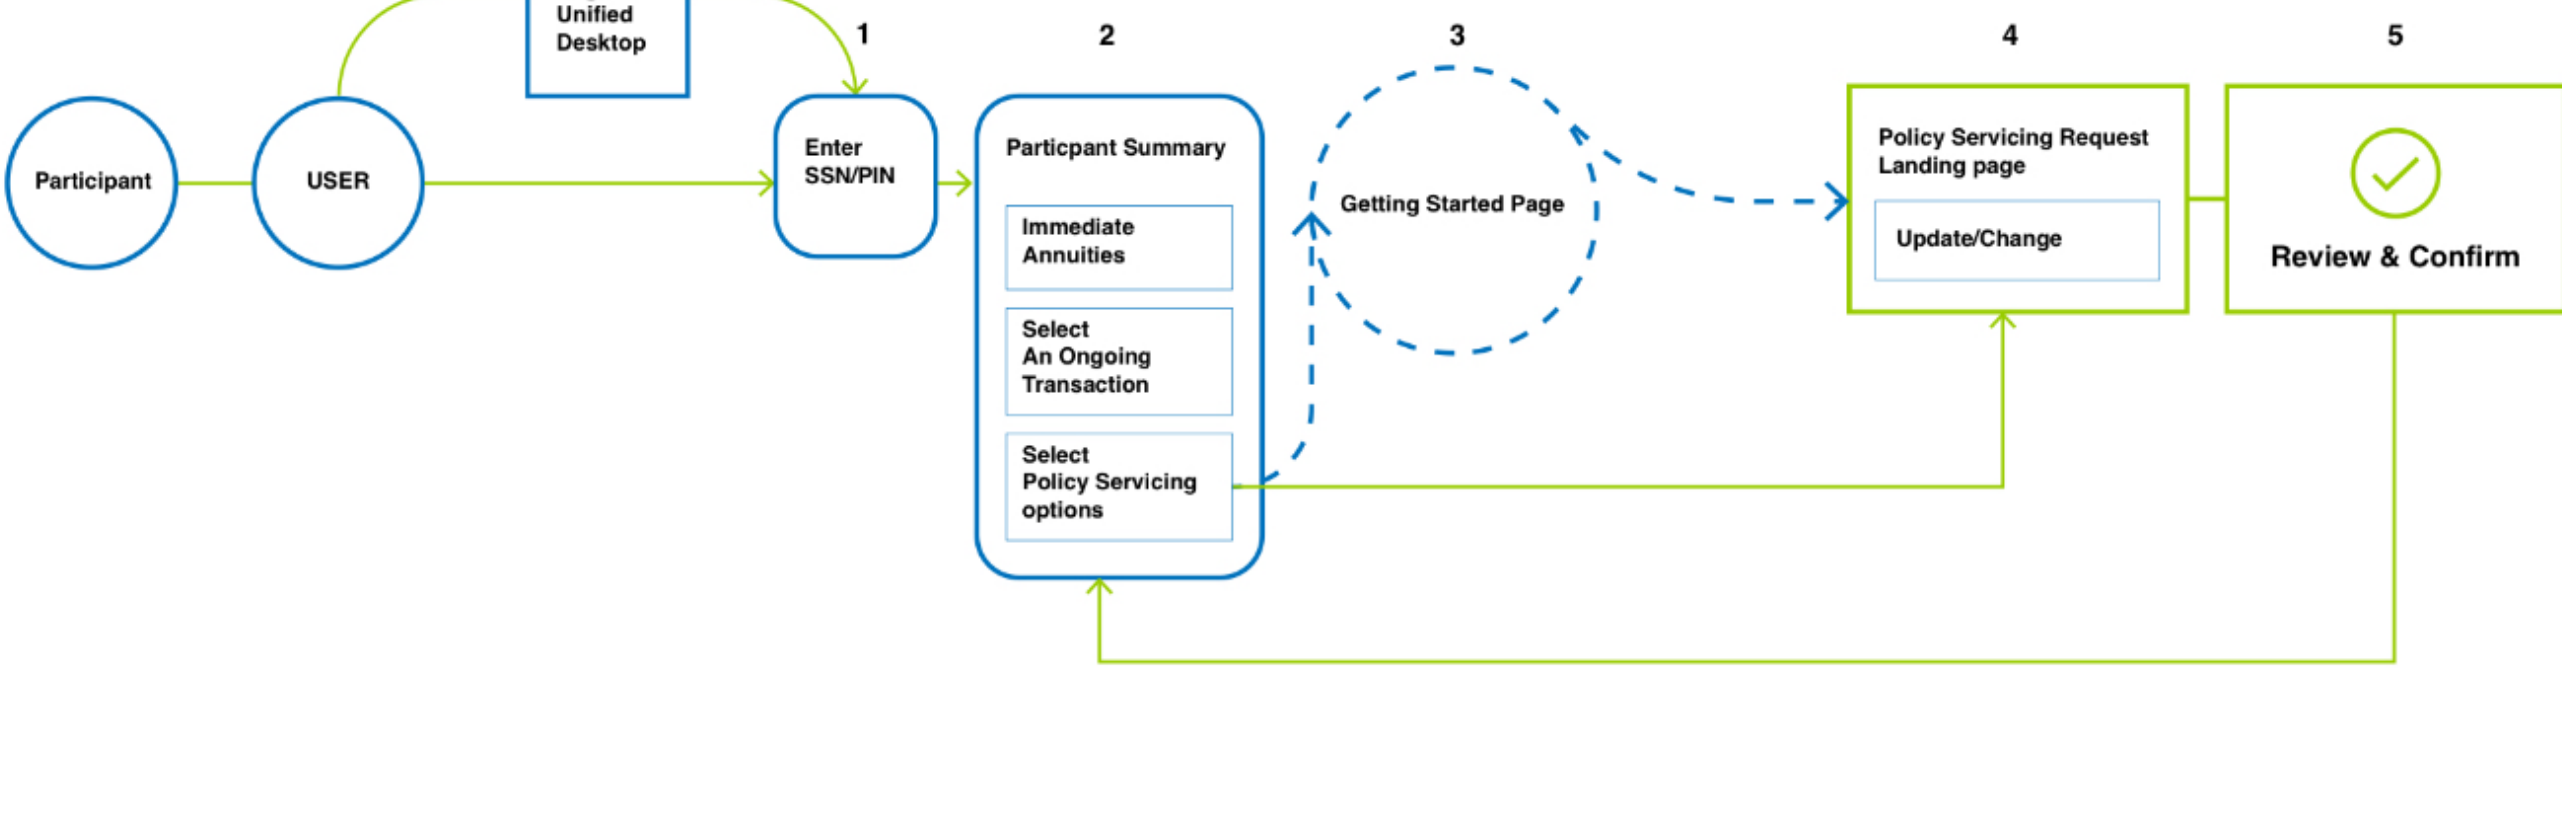 Unified
Desktop
1
2
3
4
5
Participant
USER
Enter
SSN/PIN
Particpant Summary
Immediate
Annuities
Select
An Ongoing
Transaction
Select
Policy Servicing
options
Getting Started Page
Policy Servicing Request
Landing page
Update/Change
Review & Confirm